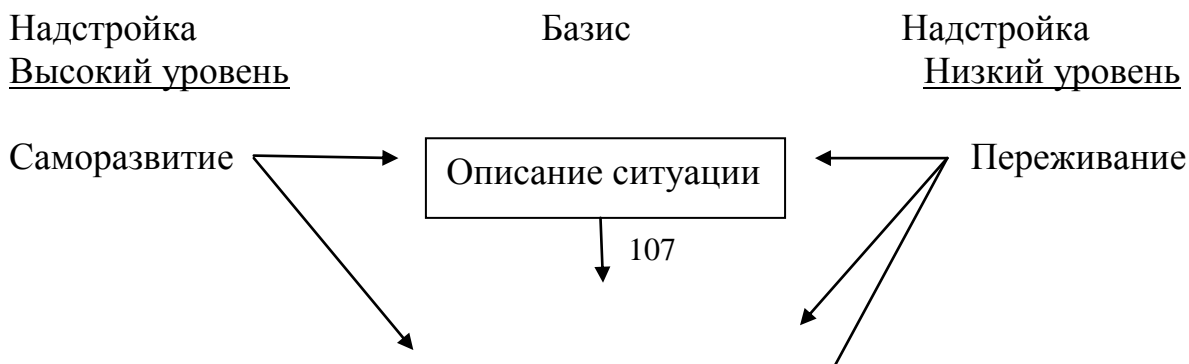 Надстройка Базис Надстройка
Высокий уровень Низкий уровень
Саморазвитие Описание ситуации Переживание
107